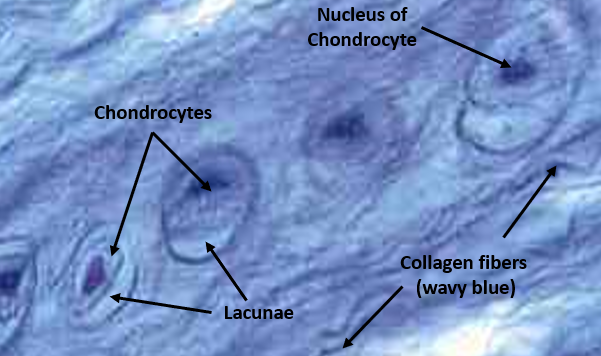 Nucleus of
Chondrocyte
Chondrocytes
Collagen fibers
(wavy blue)
Lacunae